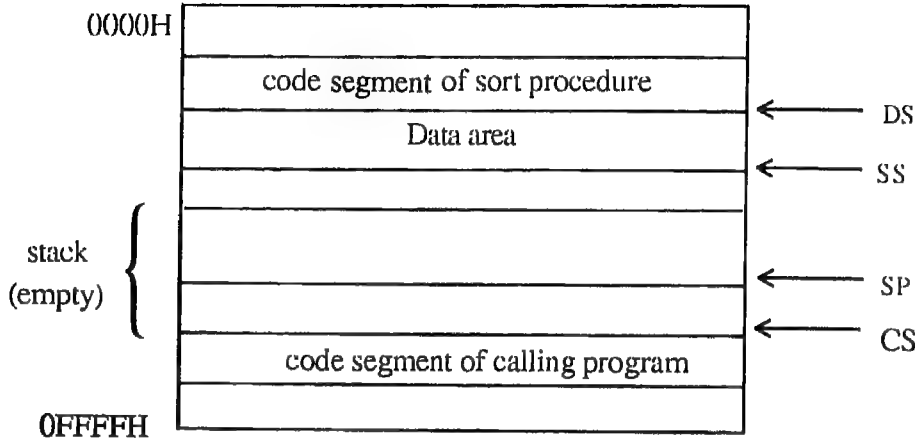 0000H
code segment of sort procedure
DS
Data area
SS
stack
(empty)
SP
CS
code segment of calling program
0FFFFH